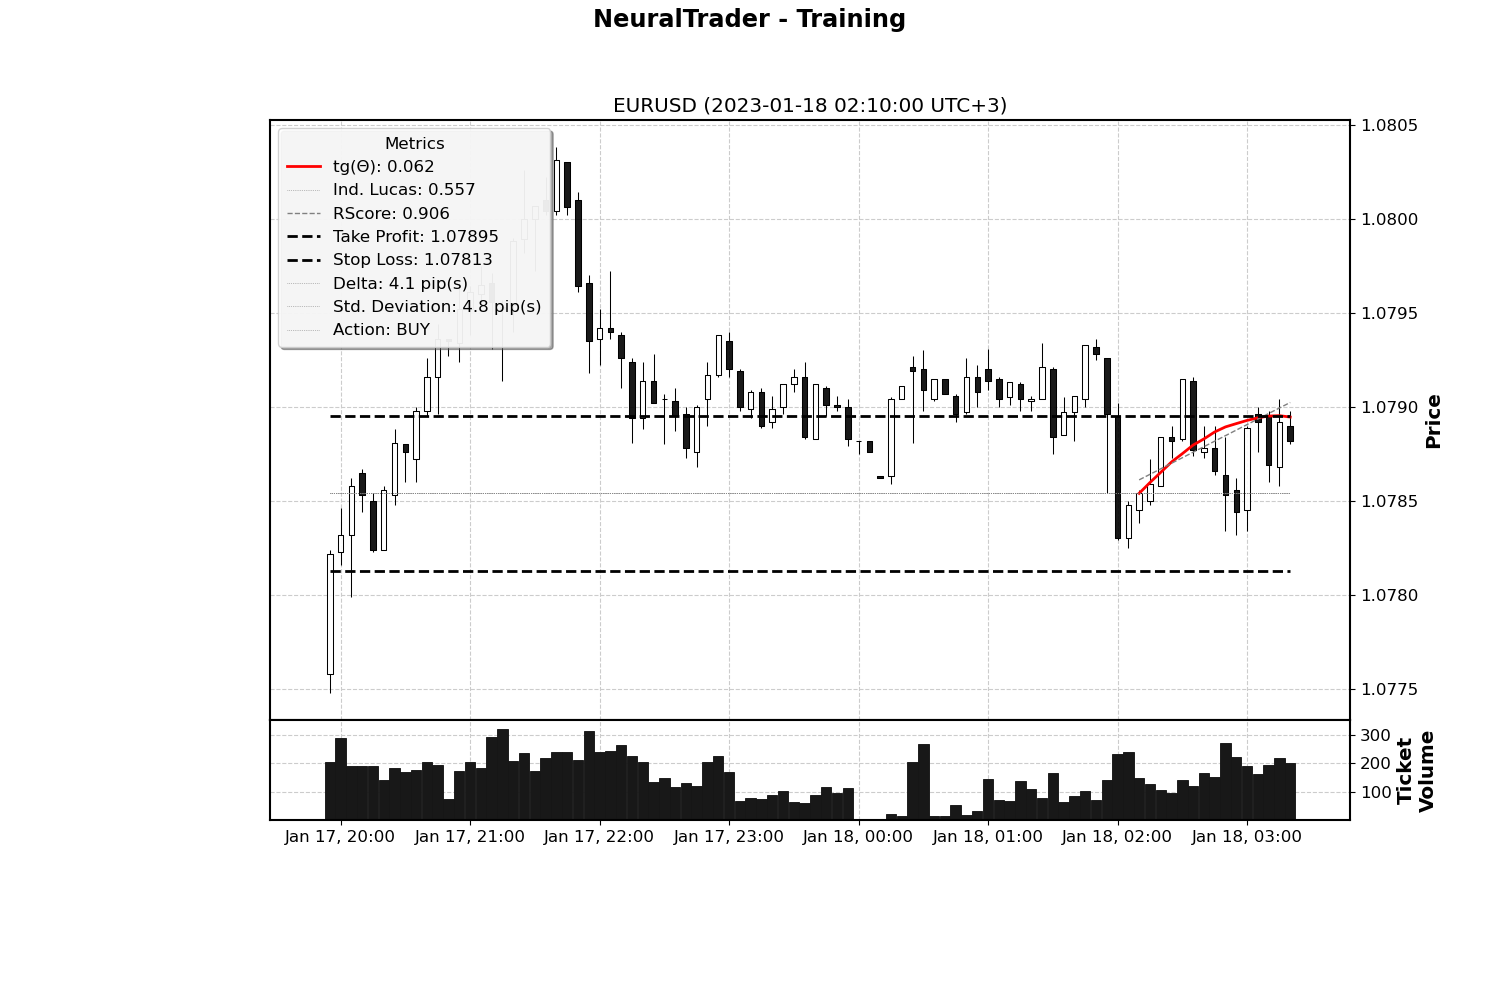 NeuralTrader - Training
EURUSD (2023-01-18 02:10:00 UTC+3)
Metrics
tg(Θ): 0.062
Ind. Lucas: 0.557
RScore: 0.906
Take Profit: 1.07895
Stop Loss: 1.07813
Delta: 4.1 pip(s)
Std. Deviation: 4.8 pip(s)
Action: BUY
1.0805
1.0800
1.0795
1.0790
1.0785
1.0780
1.0775
Price
300
200
100
Ticket
Volume
Jan 17, 20:00
Jan 17, 21:00
Jan 17, 22:00
Jan 17, 23:00
Jan 18, 00:00
Jan 18, 01:00
Jan 18, 02:00
Jan 18, 03:00